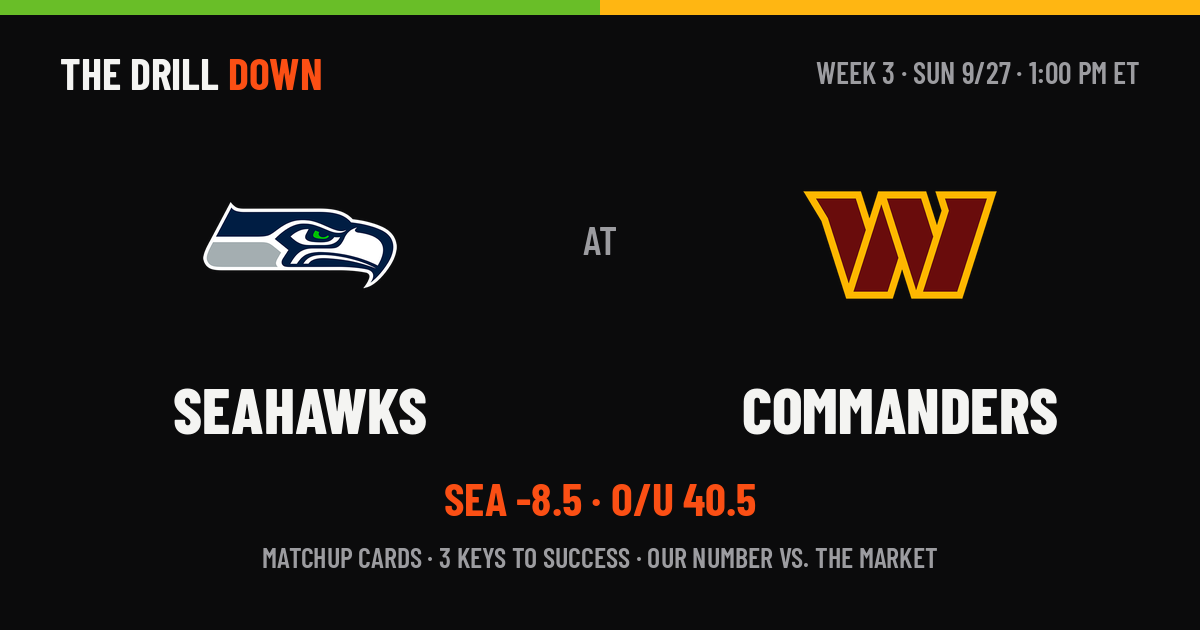 THE DRILL DOWN
WEEK 3 · SUN 9/27 · 1:00 PM ET
AT
W
SEAHAWKS
COMMANDERS
SEA -8.5 · O/U 40.5
MATCHUP CARDS · 3 KEYS TO SUCCESS · OUR NUMBER VS. THE MARKET